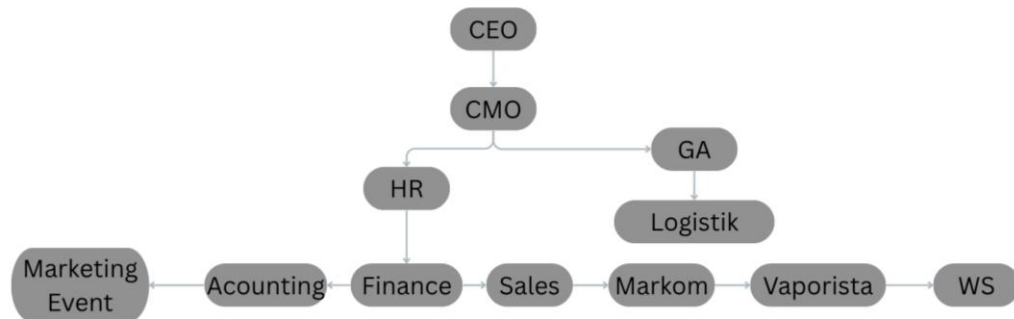 CEO
CMO
GA
HR
Logistik
Marketing
Event
Acounting
Finance
Sales
Markom
Vaporista
WS